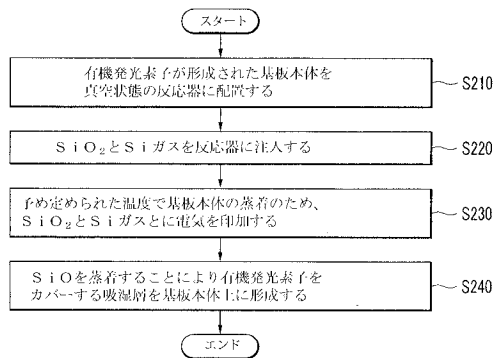 スタート
有機発光素子が形成された基板本体を
真空状態の反応器に配置する
S210
SiO₂とSiガスを反応器に注入する
S220
予め定められた温度で基板本体の蒸着のため、
SiO₂とSiガスとに電気を印加する
S230
SiOを蒸着することにより有機発光素子を
カバーする吸湿層を基板本体上に形成する
S240
エンド